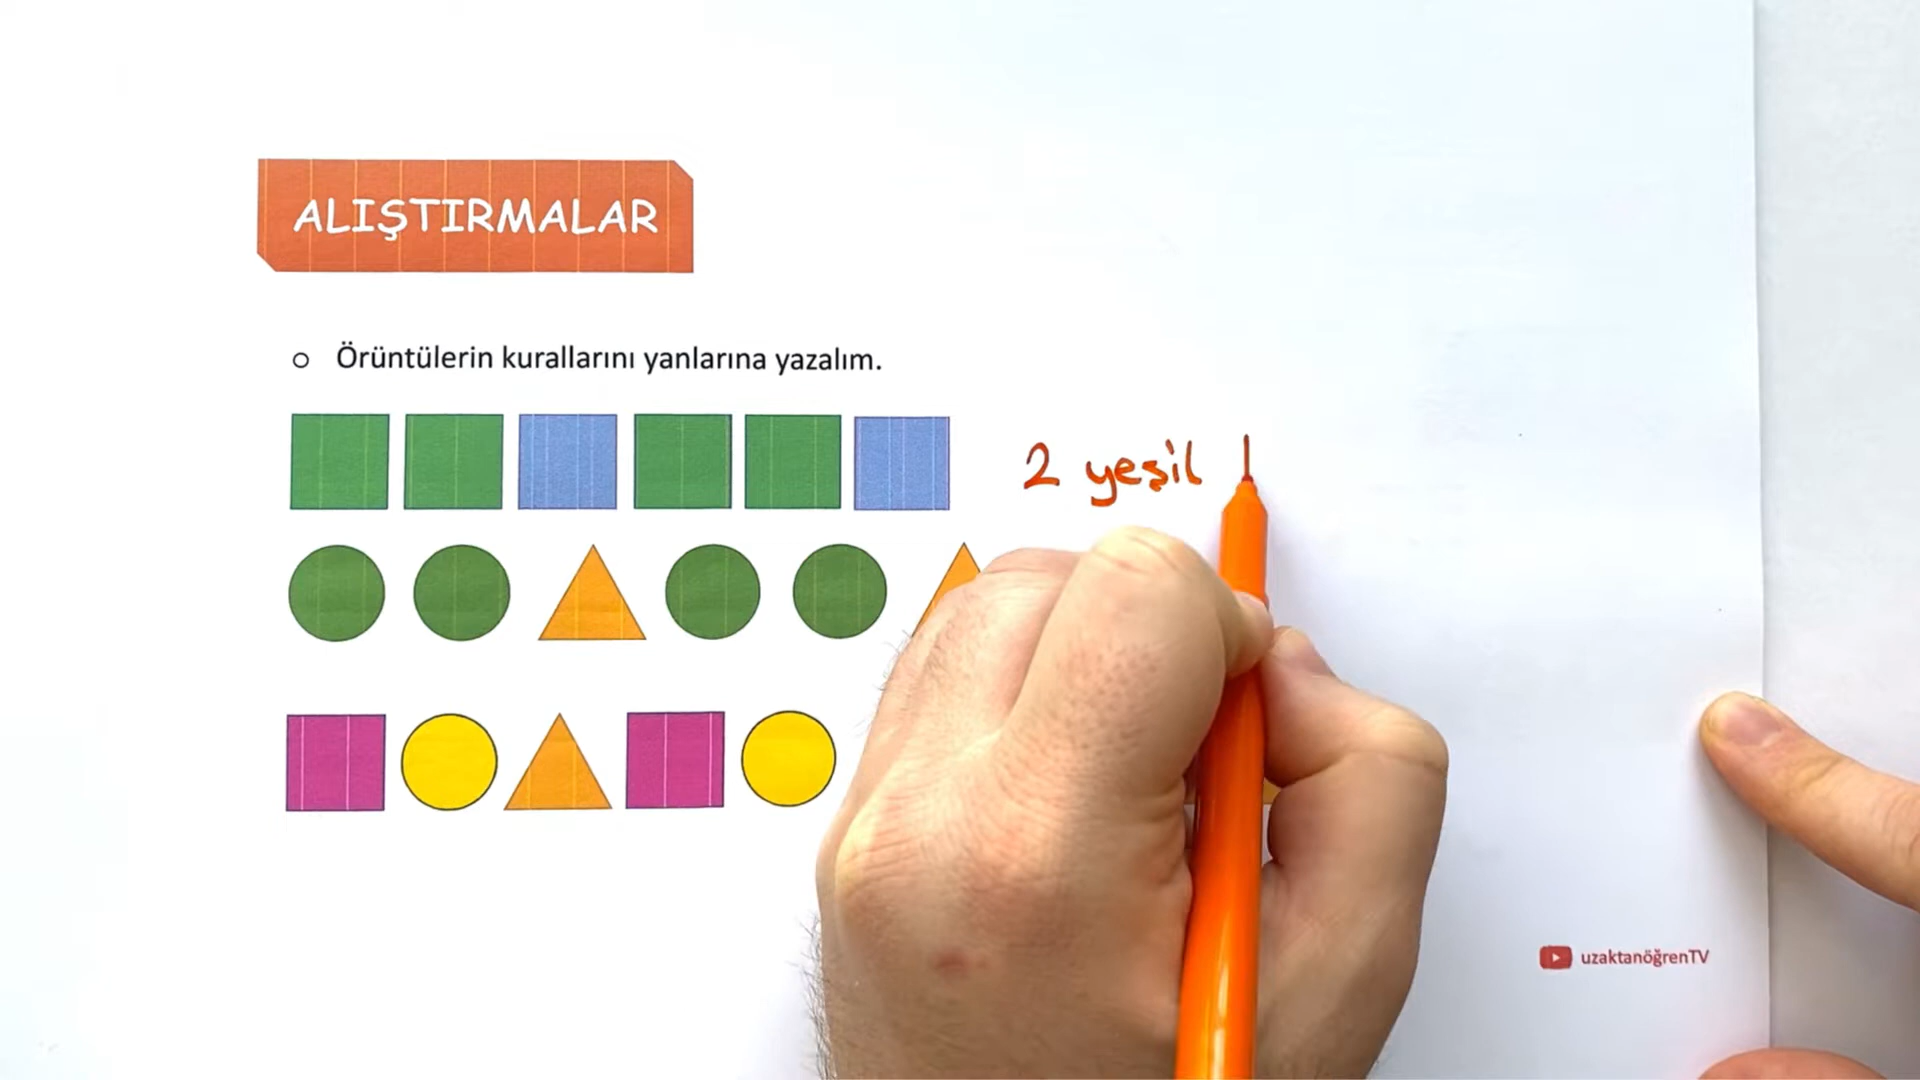 ALIŞTIRMALAR
Örüntülerin kurallarını yanlarına yazalım.
2 yeşil 1
uzaktanöğrenTV